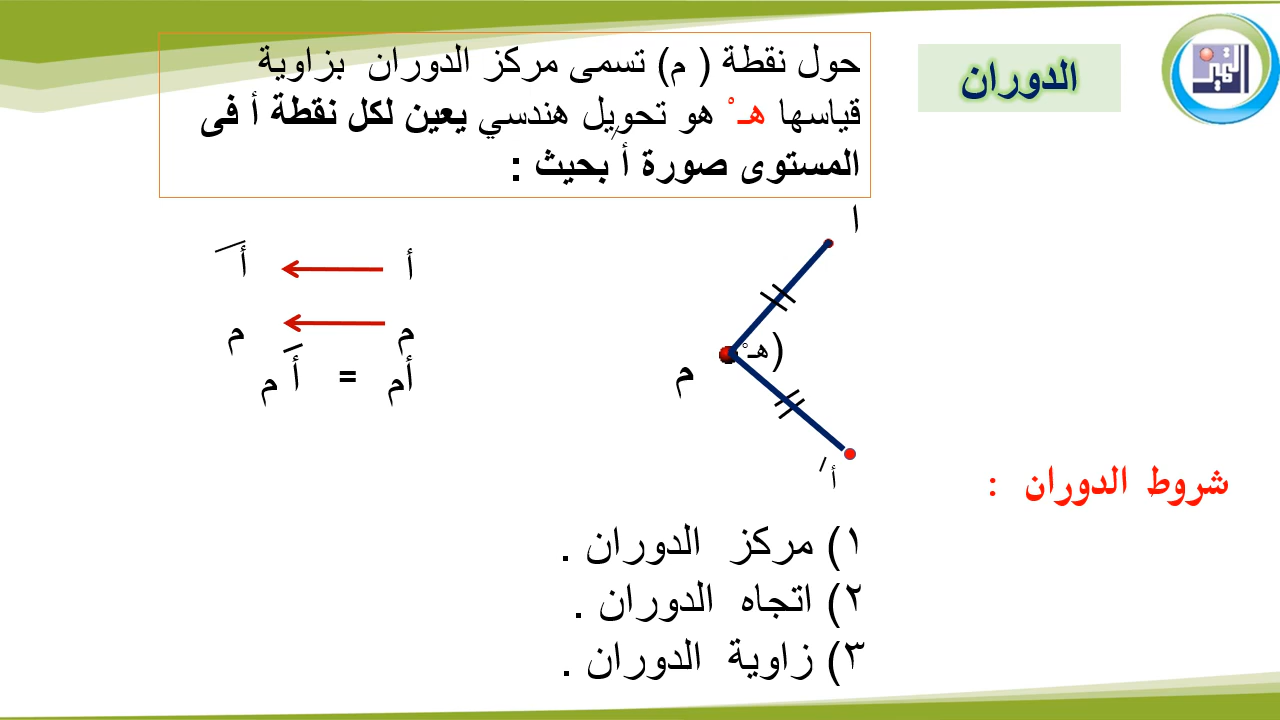 الدوران
حول نقطة ( م) تسمى مركز الدوران بزاوية
قياسها هـ ْ هو تحويل هندسي يعين لكل نقطة أ فى
المستوى صورة أ/ بحيث :
ا
أ ← أَ
م ← م
أم = أَ م
هـ ْ)
م
أ/
شروط الدوران :
١) مركز الدوران .
٢) اتجاه الدوران .
٣) زاوية الدوران .